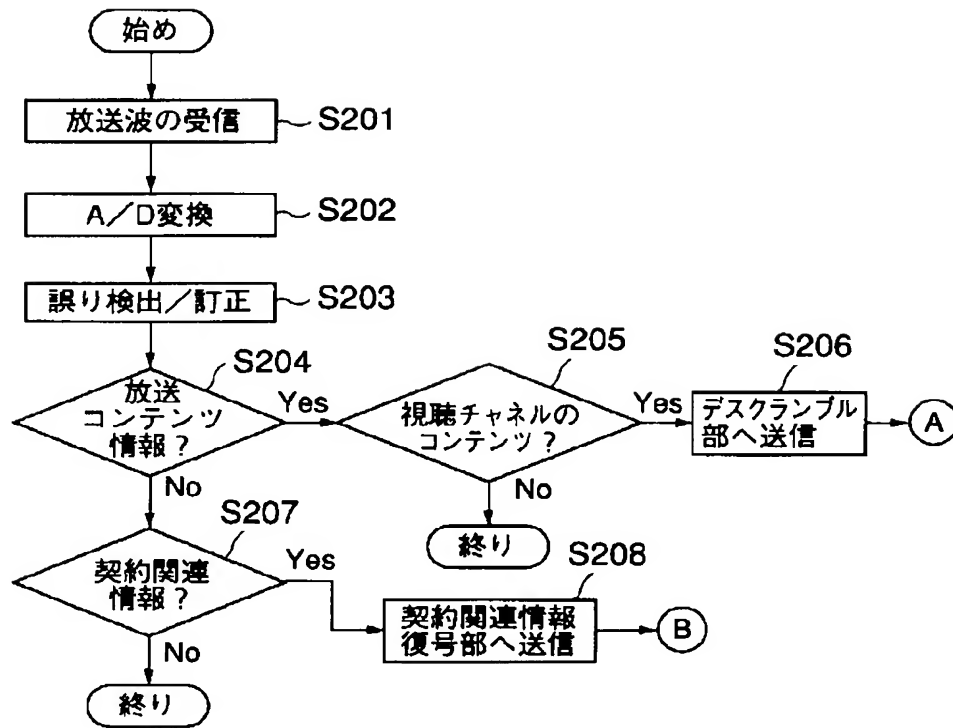 始め
放送波の受信
S201
A/D変換
S202
誤り検出/訂正
S203
S204
放送
コンテンツ
情報?
Yes
No
S205
視聴チャネルの
コンテンツ?
Yes
No
終り
S206
デスクランブル
部へ送信
A
S207
契約関連
情報?
Yes
No
終り
S208
契約関連情報
復号部へ送信
B